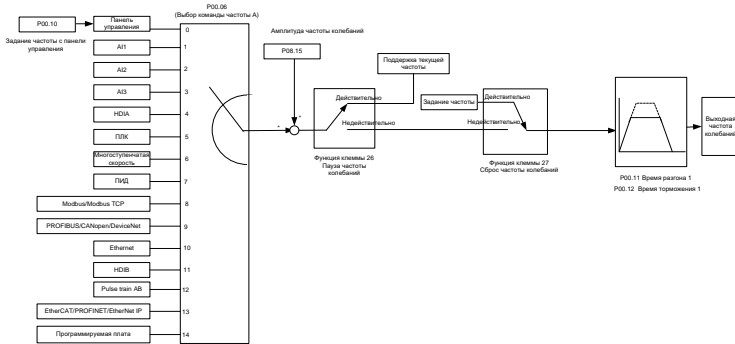 P00.06
(Выбор команды частоты А)
P00.10
Задание частоты с панели
управления
Панель
управления
0
AI1
1
AI2
2
AI3
3
HDIA
4
ПЛК
5
Многоступенчатая
скорость
6
ПИД
7
Modbus/Modbus TCP
8
PROFIBUS/CANopen/DeviceNet
9
Ethernet
10
HDIB
11
Pulse train AB
12
EtherCAT/PROFINET/EtherNet IP
13
Программируемая плата
14
Амплитуда частоты колебаний
P08.15
+
+
Поддержка текущей
частоты
Действительно
Недействительно
Функция клеммы 26
Пауза частоты
колебаний
Задание частоты
Действительно
Недействительно
Функция клеммы 27
Сброс частоты колебаний
P00.11 Время разгона 1
P00.12 Время торможения 1
Выходная
частота
колебаний